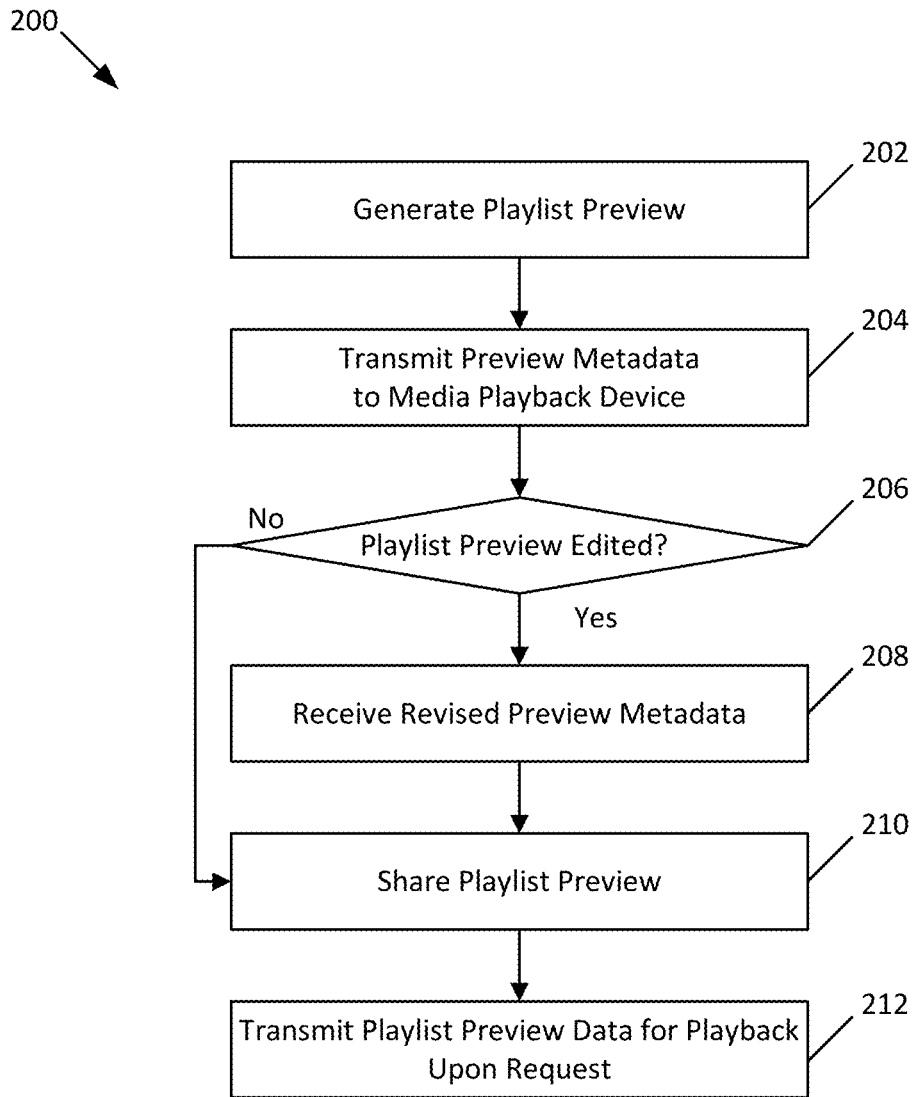 200
202
Generate Playlist Preview
204
Transmit Preview Metadata
to Media Playback Device
206
No
Playlist Preview Edited?
Yes
208
Receive Revised Preview Metadata
210
Share Playlist Preview
212
Transmit Playlist Preview Data for Playback
Upon Request